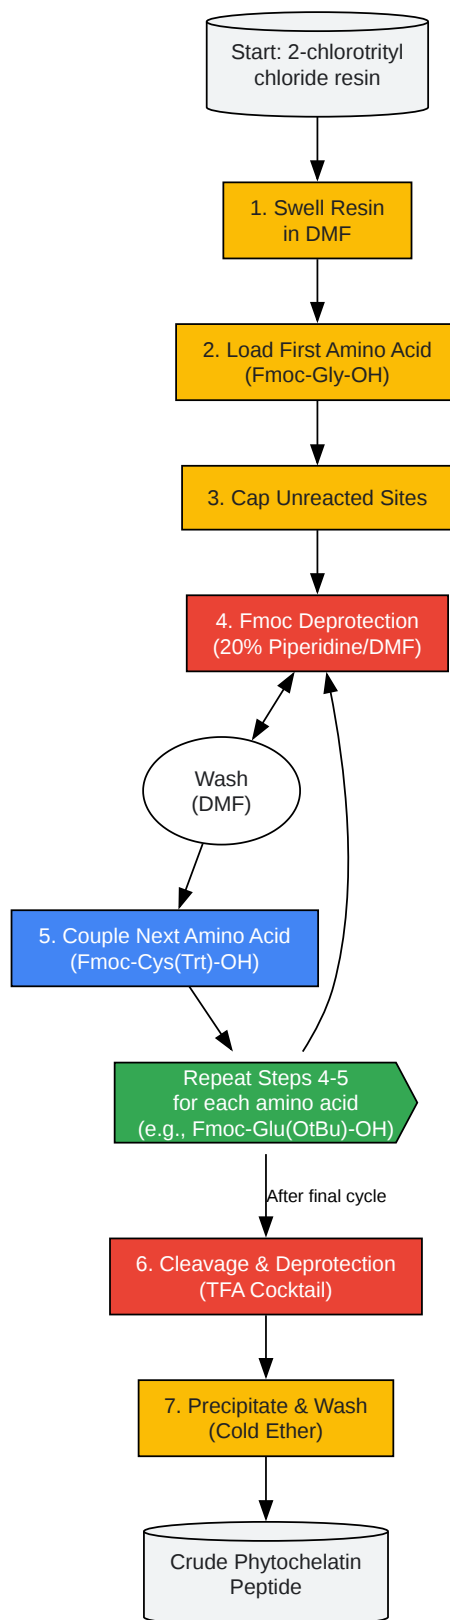 Start: 2-chlorotrityl
chloride resin
1. Swell Resin
in DMF
2. Load First Amino Acid
(Fmoc-Gly-OH)
3. Cap Unreacted Sites
4. Fmoc Deprotection
(20% Piperidine/DMF)
Wash
(DMF)
5. Couple Next Amino Acid
(Fmoc-Cys(Trt)-OH)
Repeat Steps 4-5
for each amino acid
(e.g., Fmoc-Glu(OtBu)-OH)
After final cycle
6. Cleavage & Deprotection
(TFA Cocktail)
7. Precipitate & Wash
(Cold Ether)
Crude Phytochelatin
Peptide